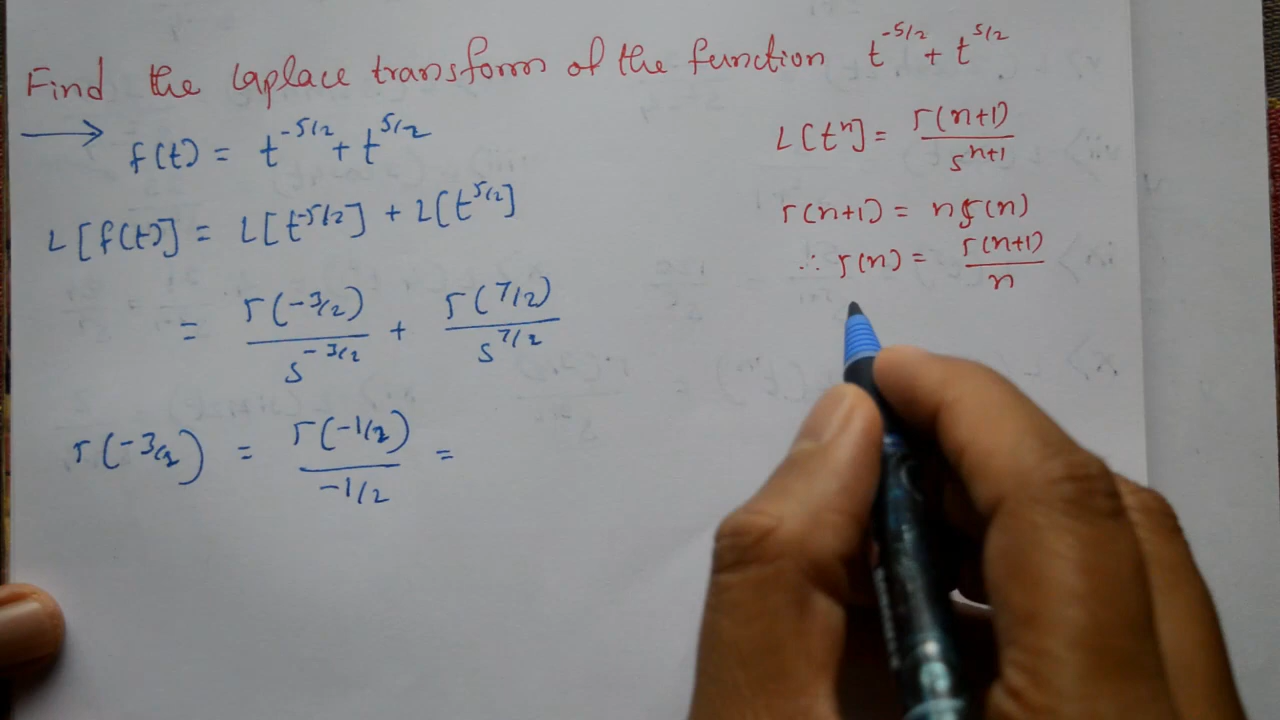 Find the laplace transform of the function t^-5/2 + t^5/2
→ f(t) = t^-5/2 + t^5/2
L[f(t)] = L[t^-5/2] + L[t^5/2]
= Γ(-3/2)/s^-3/2 + Γ(7/2)/s^7/2
Γ(-3/2) = Γ(-1/2)/-1/2 =
L[t^n] = Γ(n+1)/s^n+1
Γ(n+1) = nΓ(n)
∴ Γ(n) = Γ(n+1)/n